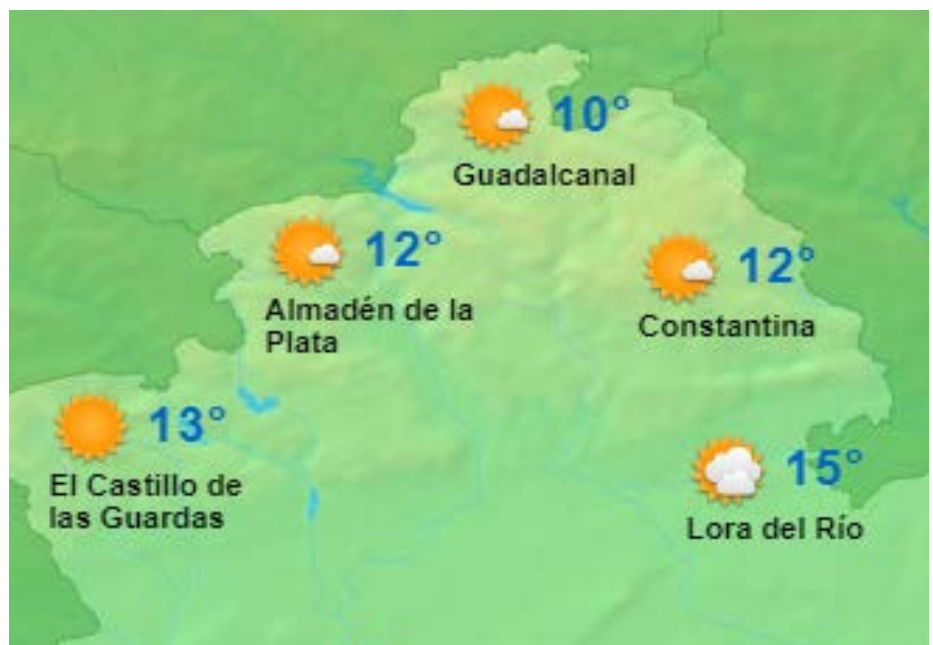 10°
Guadalcanal
12°
Almadén de la
Plata
12°
Constantina
13°
El Castillo de
las Guardas
15°
Lora del Río